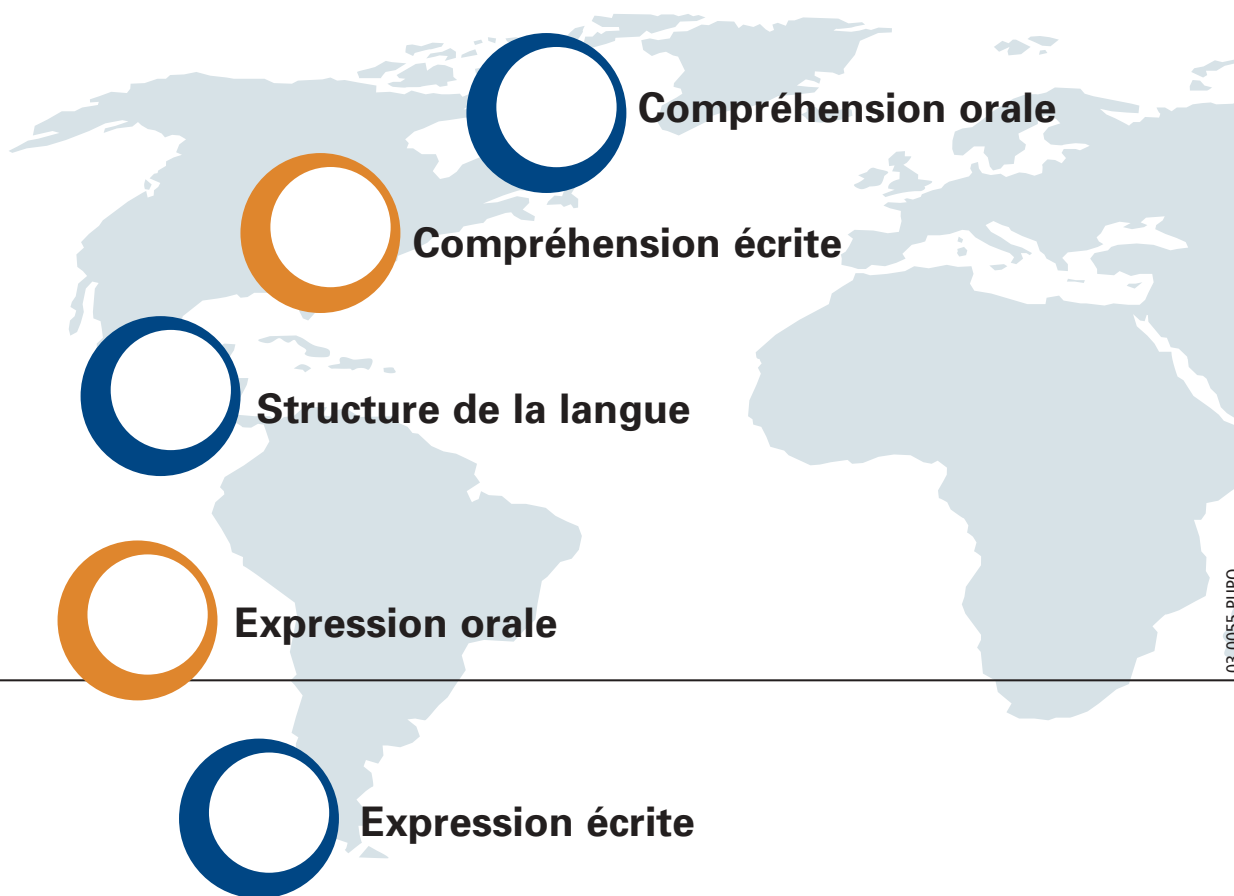 Compréhension orale
Compréhension écrite
Structure de la langue
Expression orale
Expression écrite